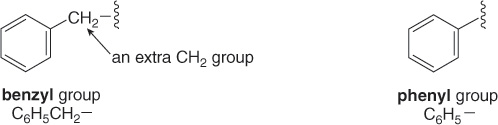 CH₂−
an extra CH₂ group
benzyl group
C₆H₅CH₂−
phenyl group
C₆H₅−